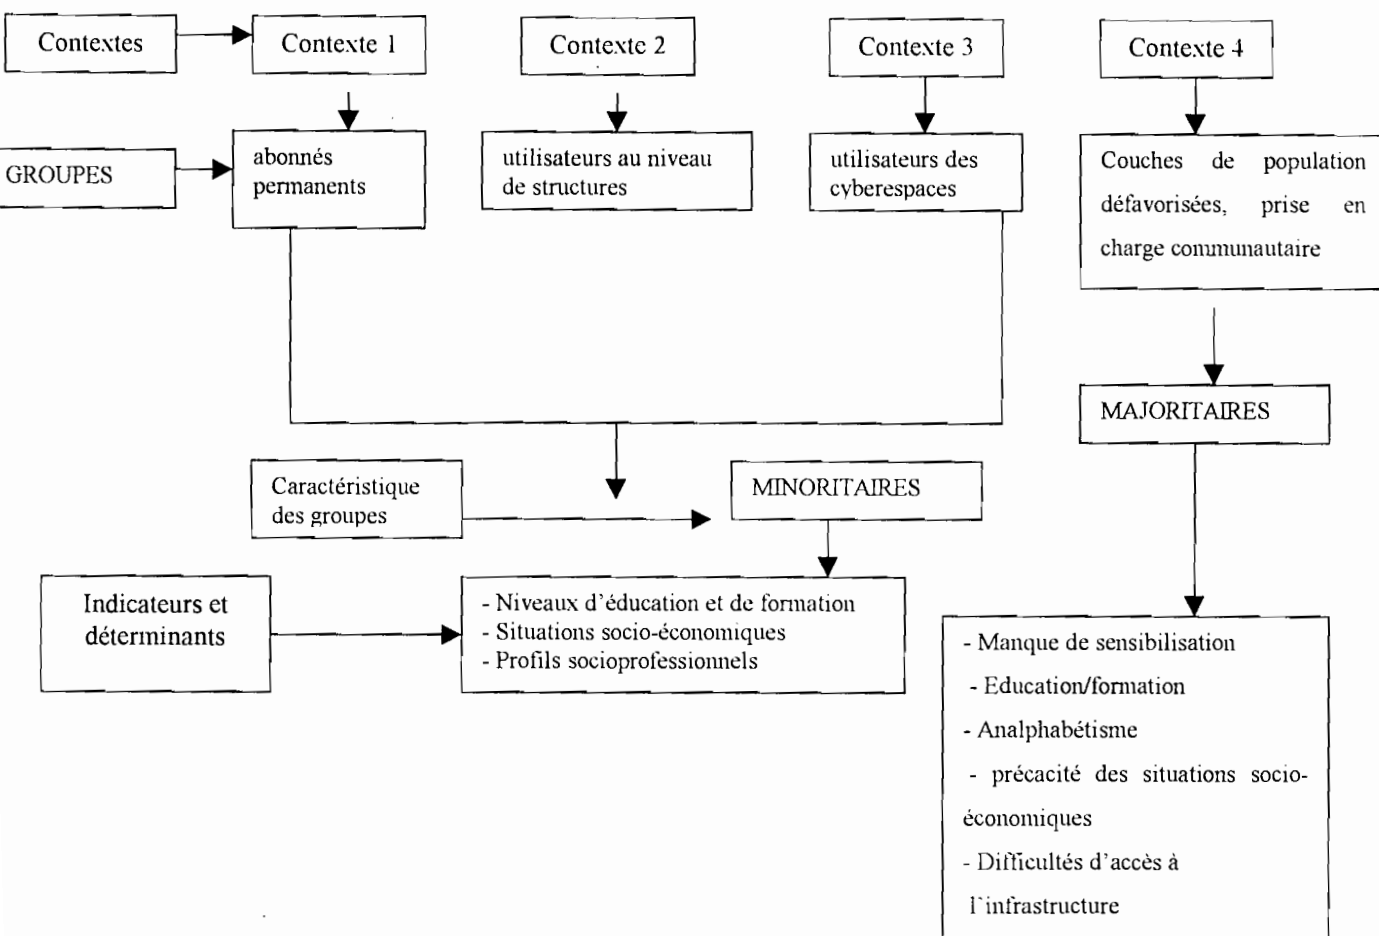 Contextes
Contexte 1
Contexte 2
Contexte 3
Contexte 4
GROUPES
abonnés
permanents
utilisateurs au niveau
de structures
utilisateurs des
cyberespaces
Couches de population
défavorisées, prise en
charge communautaire
MAJORITAIRES
Caractéristique
des groupes
MINORITAIRES
Indicateurs et
déterminants
- Niveaux d'éducation et de formation
- Situations socio-économiques
- Profils socioprofessionnels
- Manque de sensibilisation
- Education/formation
- Analphabétisme
- précacité des situations socio-
économiques
- Difficultés d'accès à
l'infrastructure